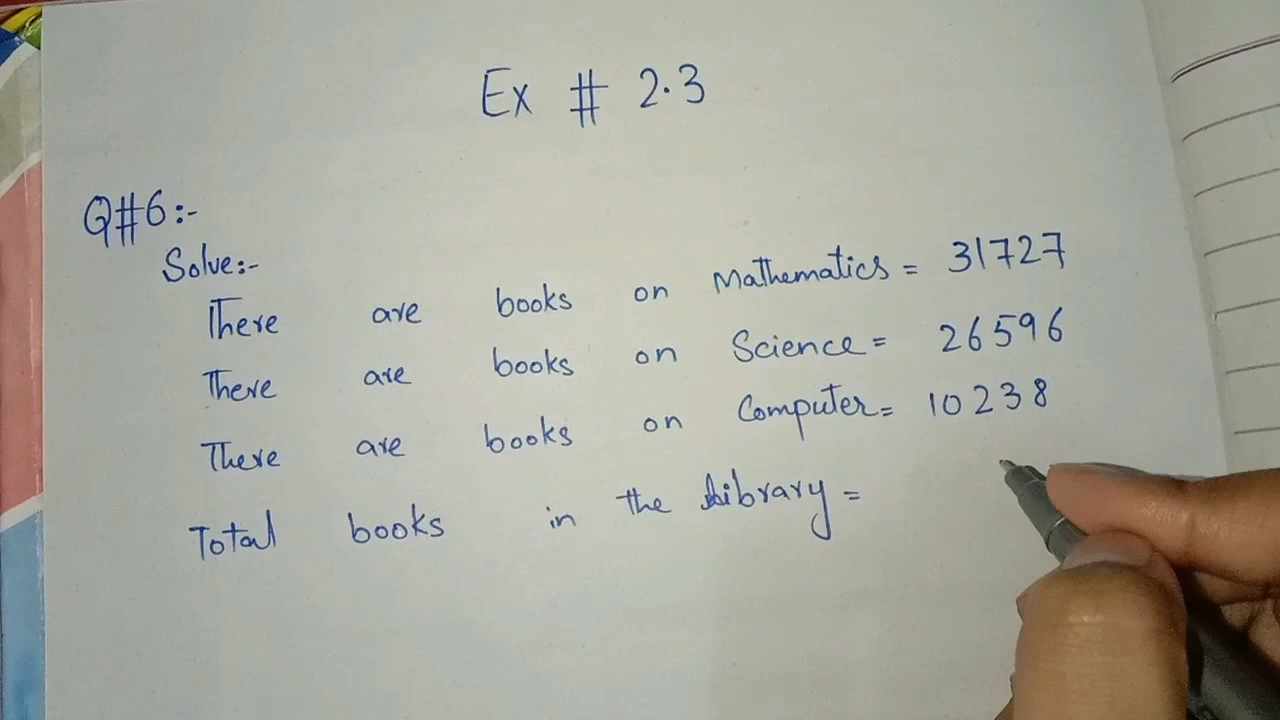 Ex # 2.3
Q#6:-
Solve:-
There are books on Mathematics = 31727
There are books on Science = 26596
There are books on Computer = 10238
Total books in the library =